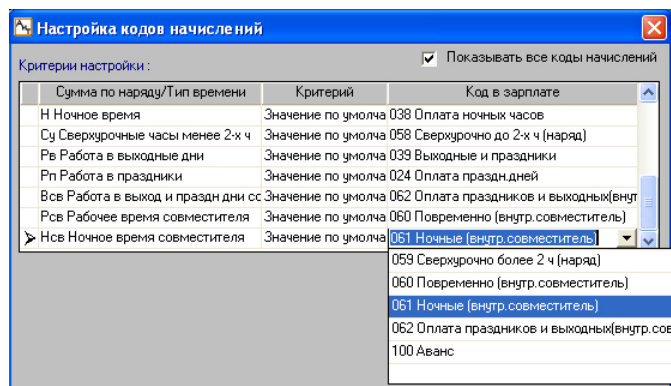 Настройка кодов начислений
Критерии настройки :
Показывать все коды начислений
Сумма по наряду/Тип времени Критерий Код в зарплате
Н Ночное время Значение по умолча 038 Оплата ночных часов
Су Сверхурочные часы менее 2-х ч Значение по умолча 058 Сверхурочно до 2-х ч (наряд)
Рв Работа в выходные дни Значение по умолча 039 Выходные и праздники
Рп Работа в праздники Значение по умолча 024 Оплата праздн.дней
Всв Работа в выход и праздн дни сс Значение по умолча 062 Оплата праздников и выходных(внут
Рсв Рабочее время совместителя Значение по умолча 060 Повременно (внутр.совместитель)
Нсв Ночное время совместителя Значение по умолча 061 Ночные (внутр.совместитель)
059 Сверхурочно более 2 ч (наряд)
060 Повременно (внутр.совместитель)
061 Ночные (внутр.совместитель)
062 Оплата праздников и выходных(внутр.сов
100 Аванс